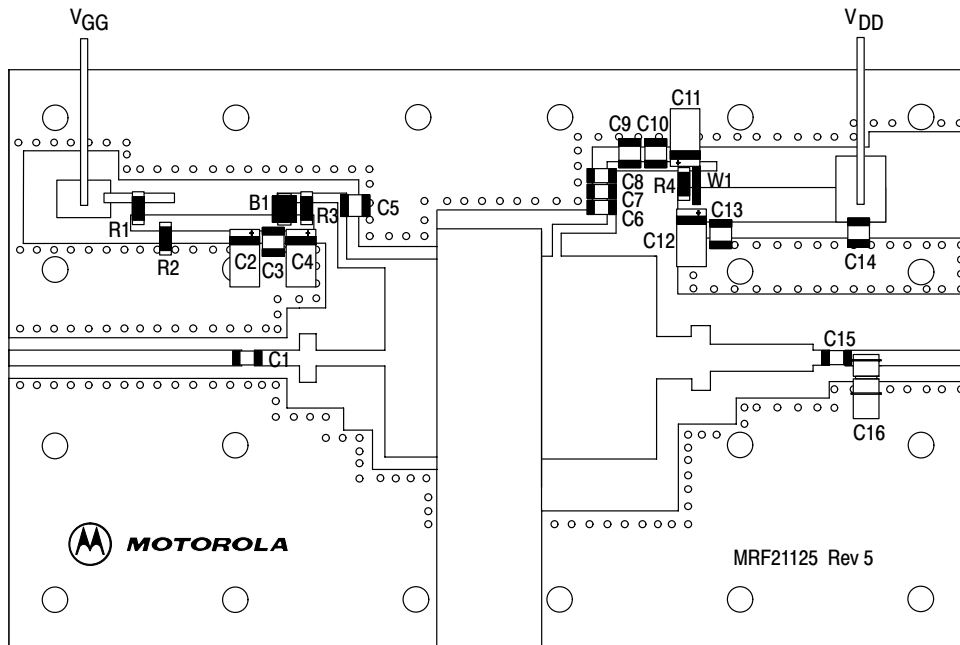 VGG
VDD
C11
C9 C10
C8
C7
C6
R4
W1
B1
R3
C5
R1
R2
C2
C3
C4
C12
C13
C14
C1
C15
C16
MOTOROLA
MRF21125 Rev 5